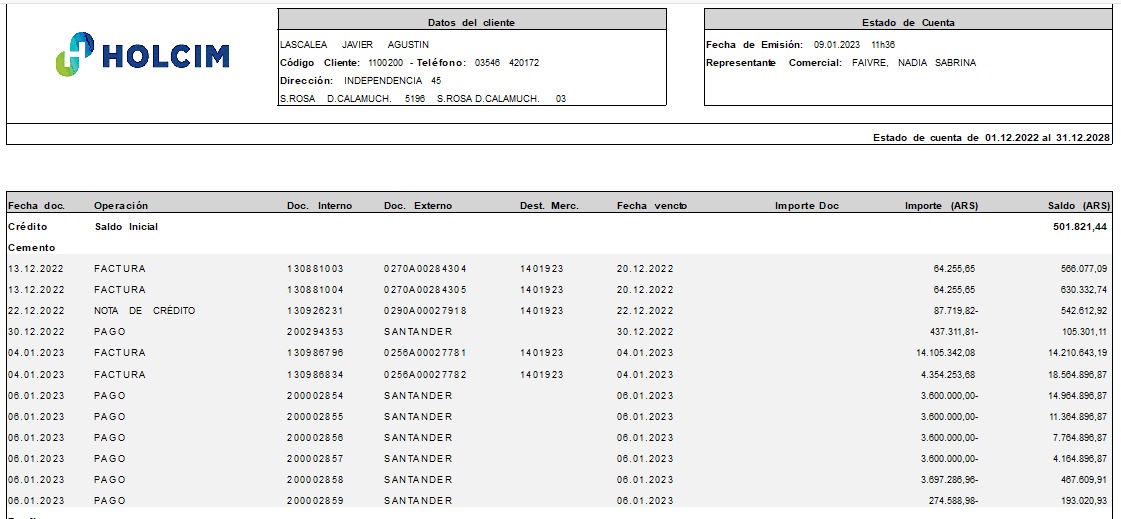 HOLCIM
Datos del cliente
LASCALEA JAVIER AGUSTIN
Código Cliente: 1100200 - Teléfono: 03546 420172
Dirección: INDEPENDENCIA 45
S.ROSA D.CALAMUCH. 5196 S.ROSA D.CALAMUCH. 03
Estado de Cuenta
Fecha de Emisión: 09.01.2023 11h36
Representante Comercial: FAIVRE, NADIA SABRINA
Estado de cuenta de 01.12.2022 al 31.12.2028
Fecha doc. Operación Doc. Interno Doc. Externo Dest. Merc. Fecha vencto Importe Doc Importe (ARS) Saldo (ARS)
Crédito Saldo Inicial 501.821,44
Cemento
13.12.2022 FACTURA 130881003 0270A00284304 1401923 20.12.2022 64.255,65 566.077,09
13.12.2022 FACTURA 130881004 0270A00284305 1401923 20.12.2022 64.255,65 630.332,74
22.12.2022 NOTA DE CRÉDITO 130926231 0290A00027918 1401923 22.12.2022 87.719,82- 542.612,92
30.12.2022 PAGO 200294353 SANTANDER 30.12.2022 437.311,81- 105.301,11
04.01.2023 FACTURA 130986796 0256A00027781 1401923 04.01.2023 14.105.342,08 14.210.643,19
04.01.2023 FACTURA 130986834 0256A00027782 1401923 04.01.2023 4.354.253,68 18.564.896,87
06.01.2023 PAGO 200002854 SANTANDER 06.01.2023 3.600.000,00- 14.964.896,87
06.01.2023 PAGO 200002855 SANTANDER 06.01.2023 3.600.000,00- 11.364.896,87
06.01.2023 PAGO 200002856 SANTANDER 06.01.2023 3.600.000,00- 7.764.896,87
06.01.2023 PAGO 200002857 SANTANDER 06.01.2023 3.600.000,00- 4.164.896,87
06.01.2023 PAGO 200002858 SANTANDER 06.01.2023 3.697.286,96- 467.609,91
06.01.2023 PAGO 200002859 SANTANDER 06.01.2023 274.588,98- 193.020,93